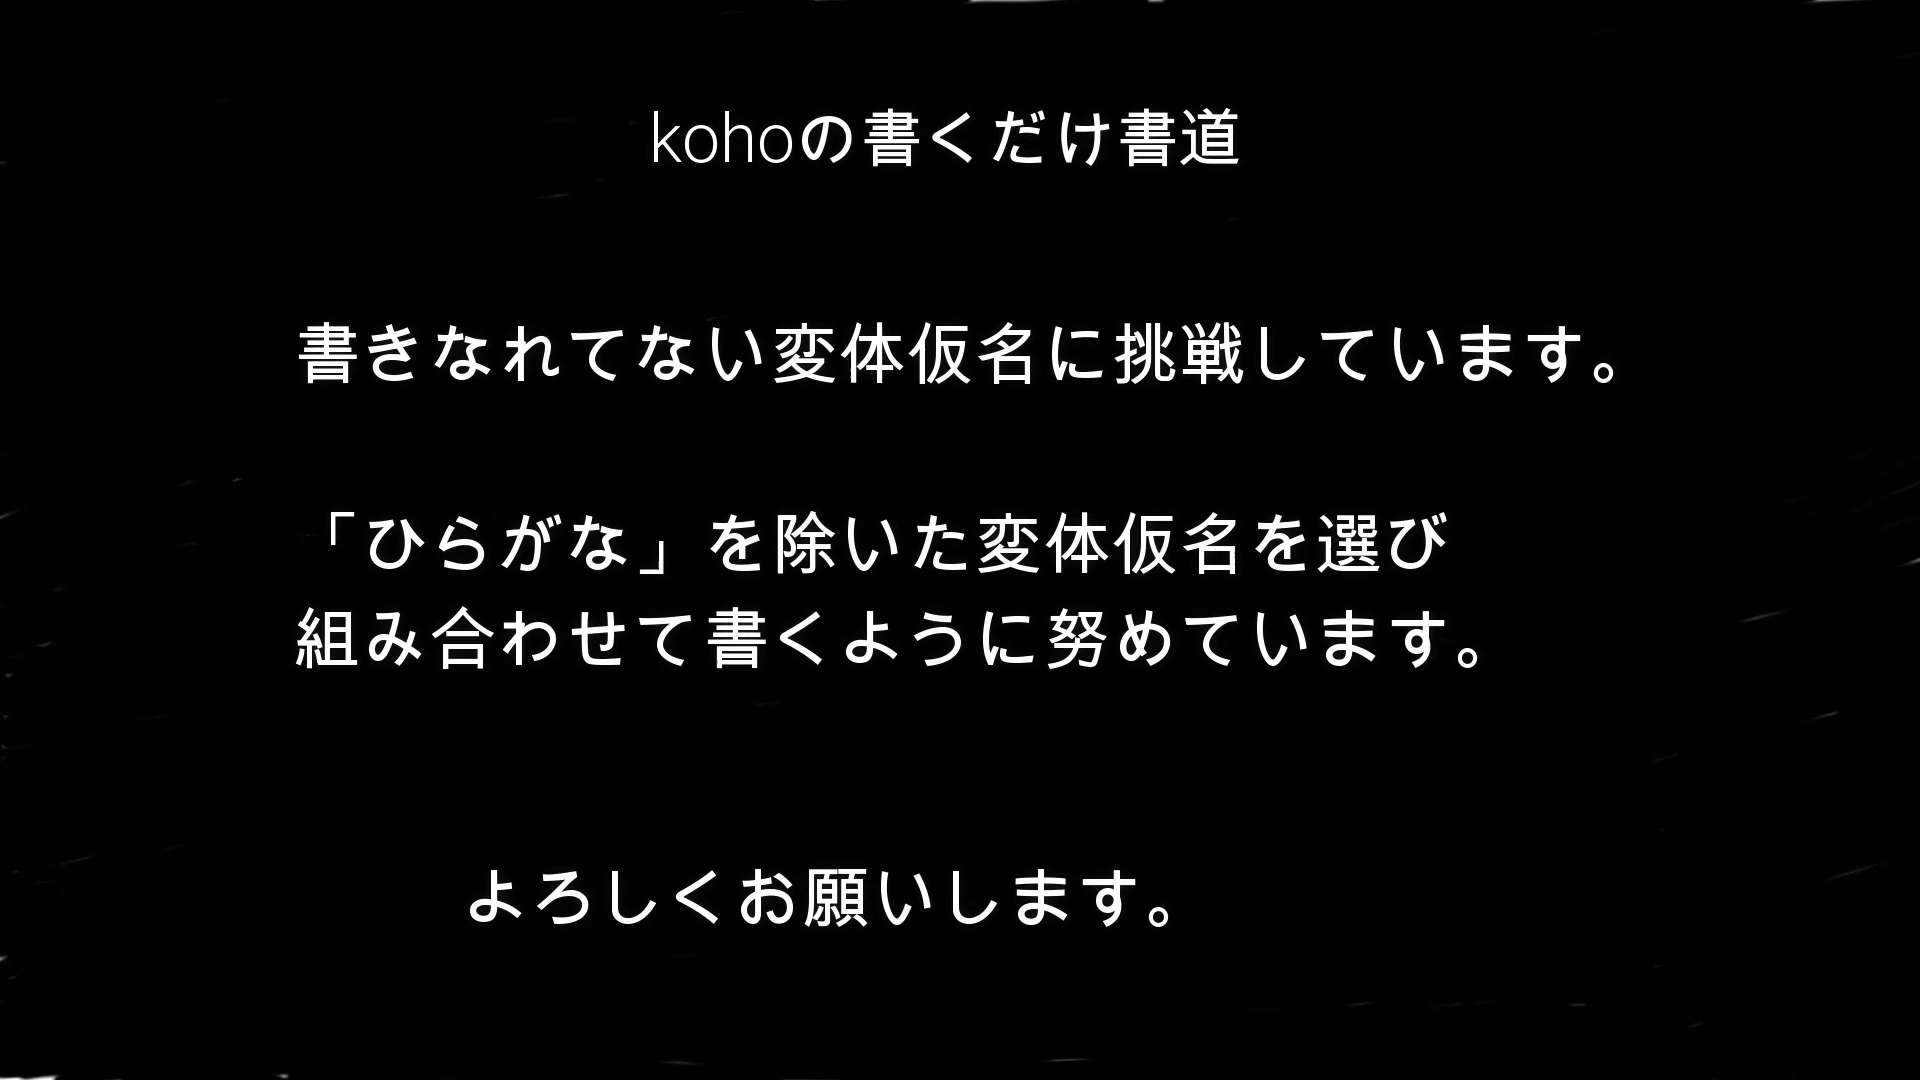 kohoの書くだけ書道
書きなれてない変体仮名に挑戦しています。
「ひらがな」を除いた変体仮名を選び
組み合わせて書くように努めています。
よろしくお願いします。